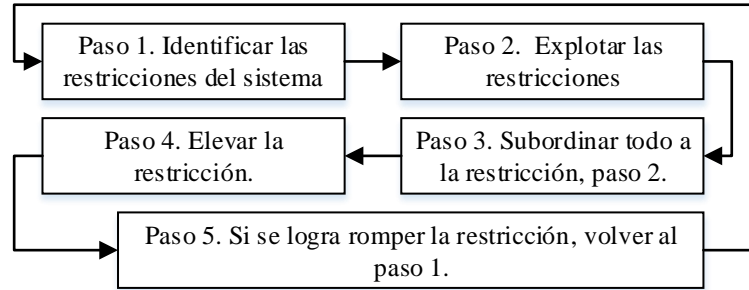 Paso 1. Identificar las
restricciones del sistema
Paso 2. Explotar las
restricciones
Paso 3. Subordinar todo a
la restricción, paso 2.
Paso 4. Elevar la
restricción.
Paso 5. Si se logra romper la restricción, volver al
paso 1.